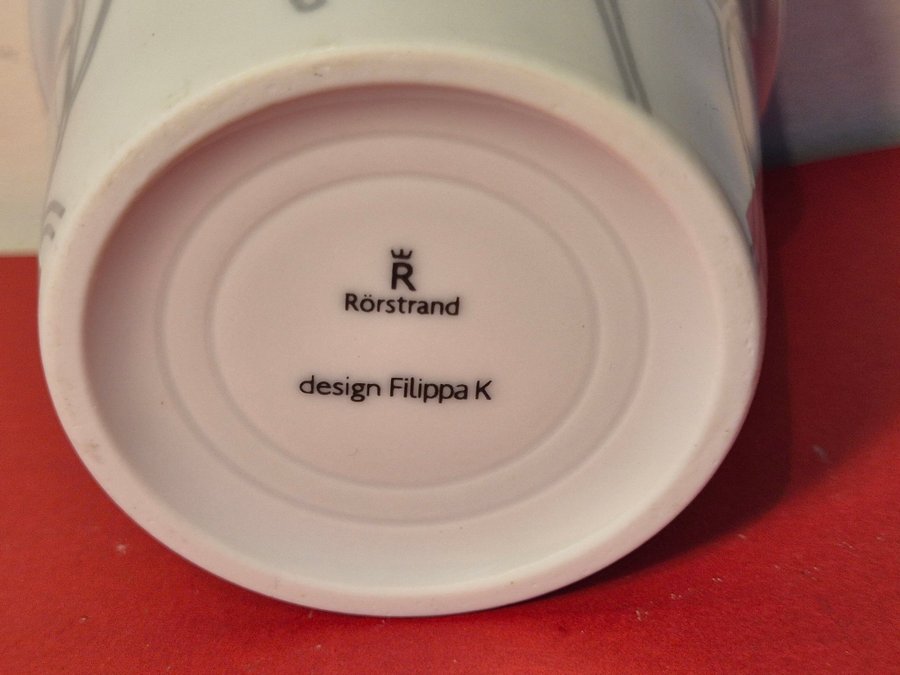 R
Rörstrand
design Filippa K